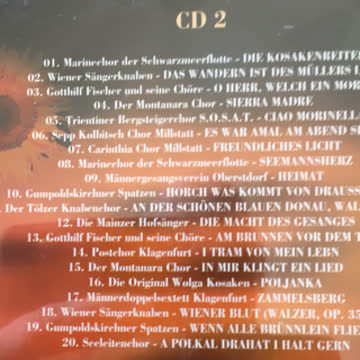 CD 2
01. Marinechor der Schwarzmeerflotte - DIE KOSAKENREITER
02. Wiener Sängerknaben - DAS WANDERN IST DES MÜLLERS L
03. Gotthilf Fischer und seine Chöre - O HERR, WELCH EIN MOR
04. Der Montanara Chor - SIERRA MADRE
05. Trientiner Bergsteigerchor S.O.S.A.T. - CIAO MORINELLO
06. Sepp Kolbitsch Chor Millstatt - ES WAR AMAL AM ABEND S
07. Carinthia Chor Millstatt - FREUNDLICHES LICHT
08. Marinechor der Schwarzmeerflotte - SEEMANNSHERZ
09. Männergesangsverein Oberstdorf - HEIMAT
10. Gumpoldskirchner Spatzen - HORCH WAS KOMMT VON DRAUSS
Der Tölzer Knabenchor - AN DER SCHÖNEN BLAUEN DONAU, WAL
12. Die Mainzer Hofsänger - DIE MACHT DES GESANGES
13. Gotthilf Fischer und seine Chöre - AM BRUNNEN VOR DEM T
14. Postchor Klagenfurt - I TRAM VON MEIN LEBN
15. Der Montanara Chor - IN MIR KLINGT EIN LIED
16. Die Original Wolga Kosaken - POLJANKA
17. Männerdoppelsextett Klagenfurt - ZAMMELSBERG
18. Wiener Sängerknaben - WIENER BLUT (WALZER, OP. 35
19. Gumpoldskirchner Spatzen - WENN ALLE BRÜNNLEIN FLIE
20. Seeleitenchor - A POLKAL DRAHAT I HALT GERN